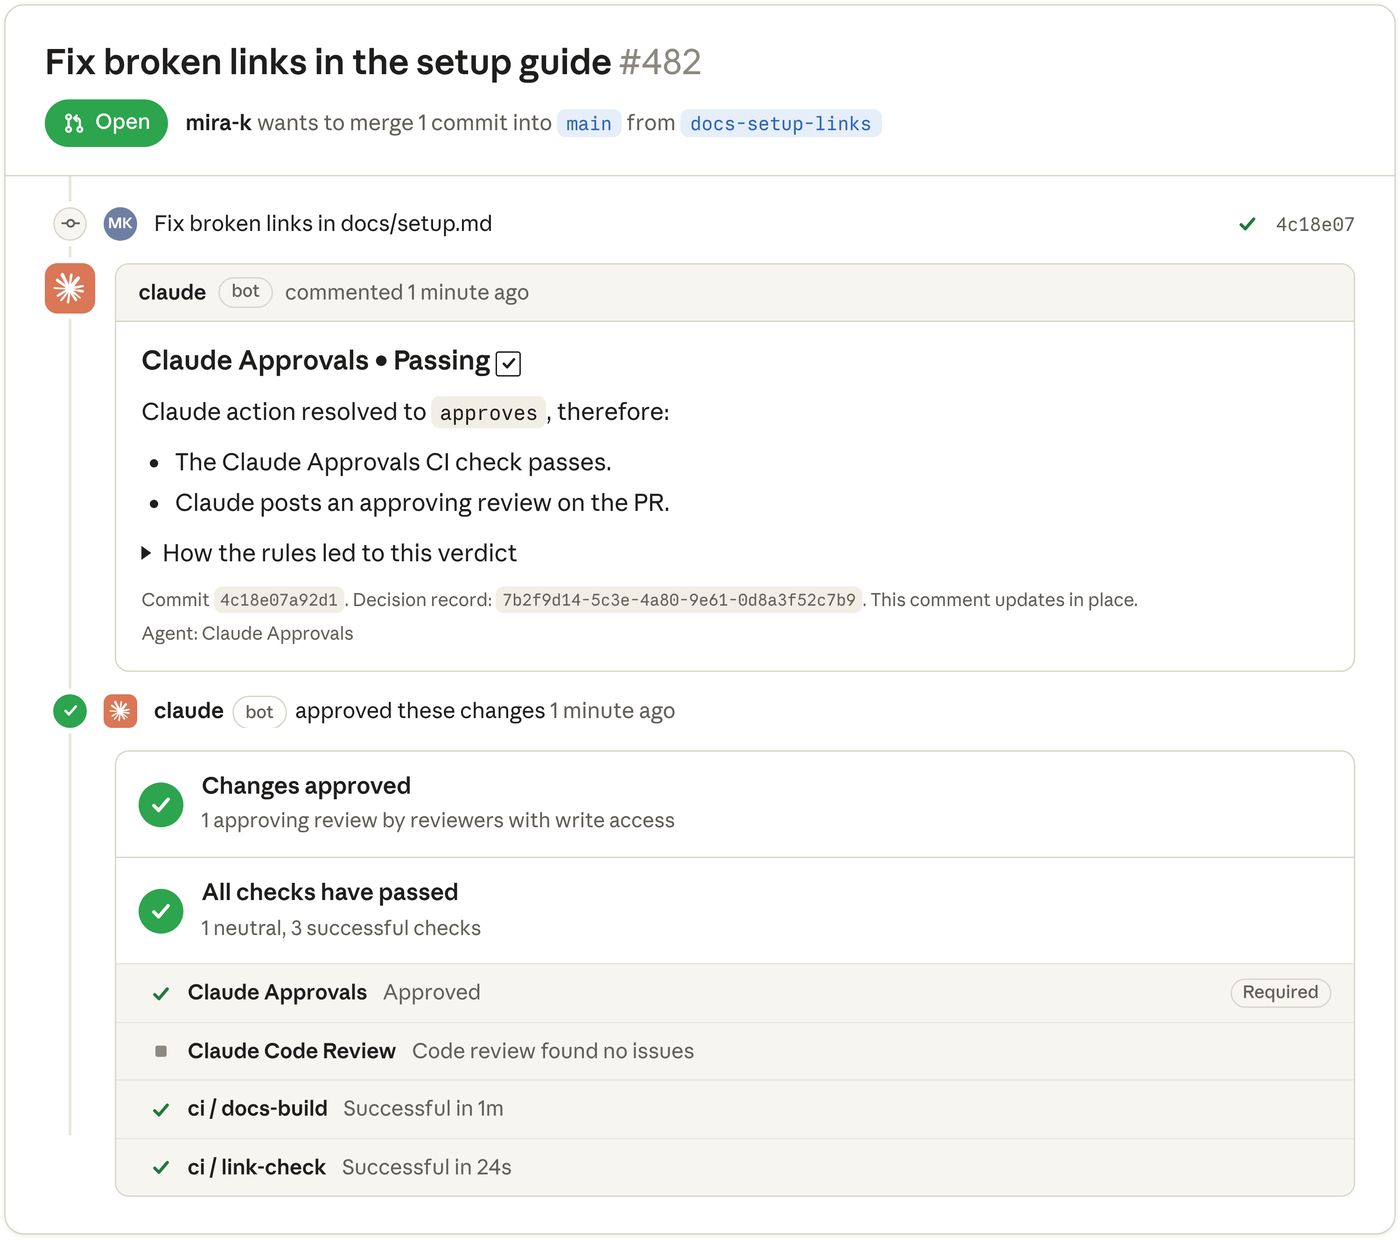 Fix broken links in the setup guide #482
Open mira-k wants to merge 1 commit into main from docs-setup-links
MK Fix broken links in docs/setup.md 4c18e07
claude bot commented 1 minute ago
Claude Approvals • Passing
Claude action resolved to approves, therefore:
• The Claude Approvals CI check passes.
• Claude posts an approving review on the PR.
How the rules led to this verdict
Commit 4c18e07a92d1. Decision record: 7b2f9d14-5c3e-4a80-9e61-0d8a3f52c7b9. This comment updates in place.
Agent: Claude Approvals
claude bot approved these changes 1 minute ago
Changes approved
1 approving review by reviewers with write access
All checks have passed
1 neutral, 3 successful checks
Claude Approvals Approved Required
Claude Code Review Code review found no issues
ci / docs-build Successful in 1m
ci / link-check Successful in 24s